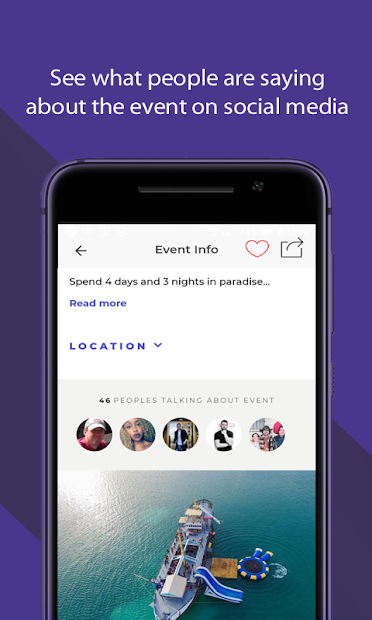 See what people are saying
about the event on social media
Event Info
Spend 4 days and 3 nights in paradise...
Read more
LOCATION
46 PEOPLES TALKING ABOUT EVENT